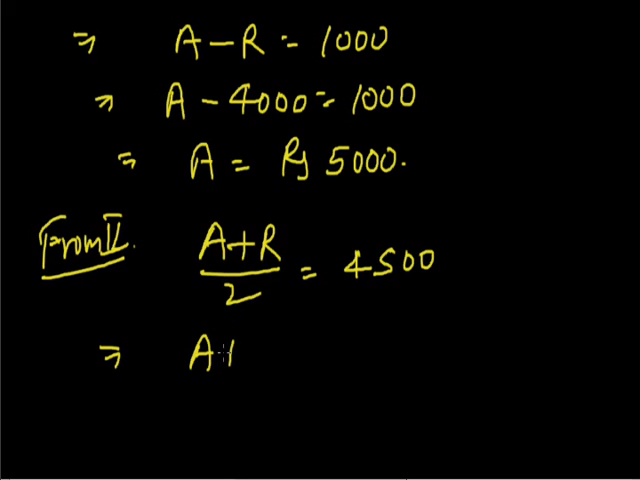 ⇒ A - R = 1000
⇒ A - 4000 = 1000
⇒ A = Rs 5000.
From II. (A+R)/2 = 4500
⇒ A+